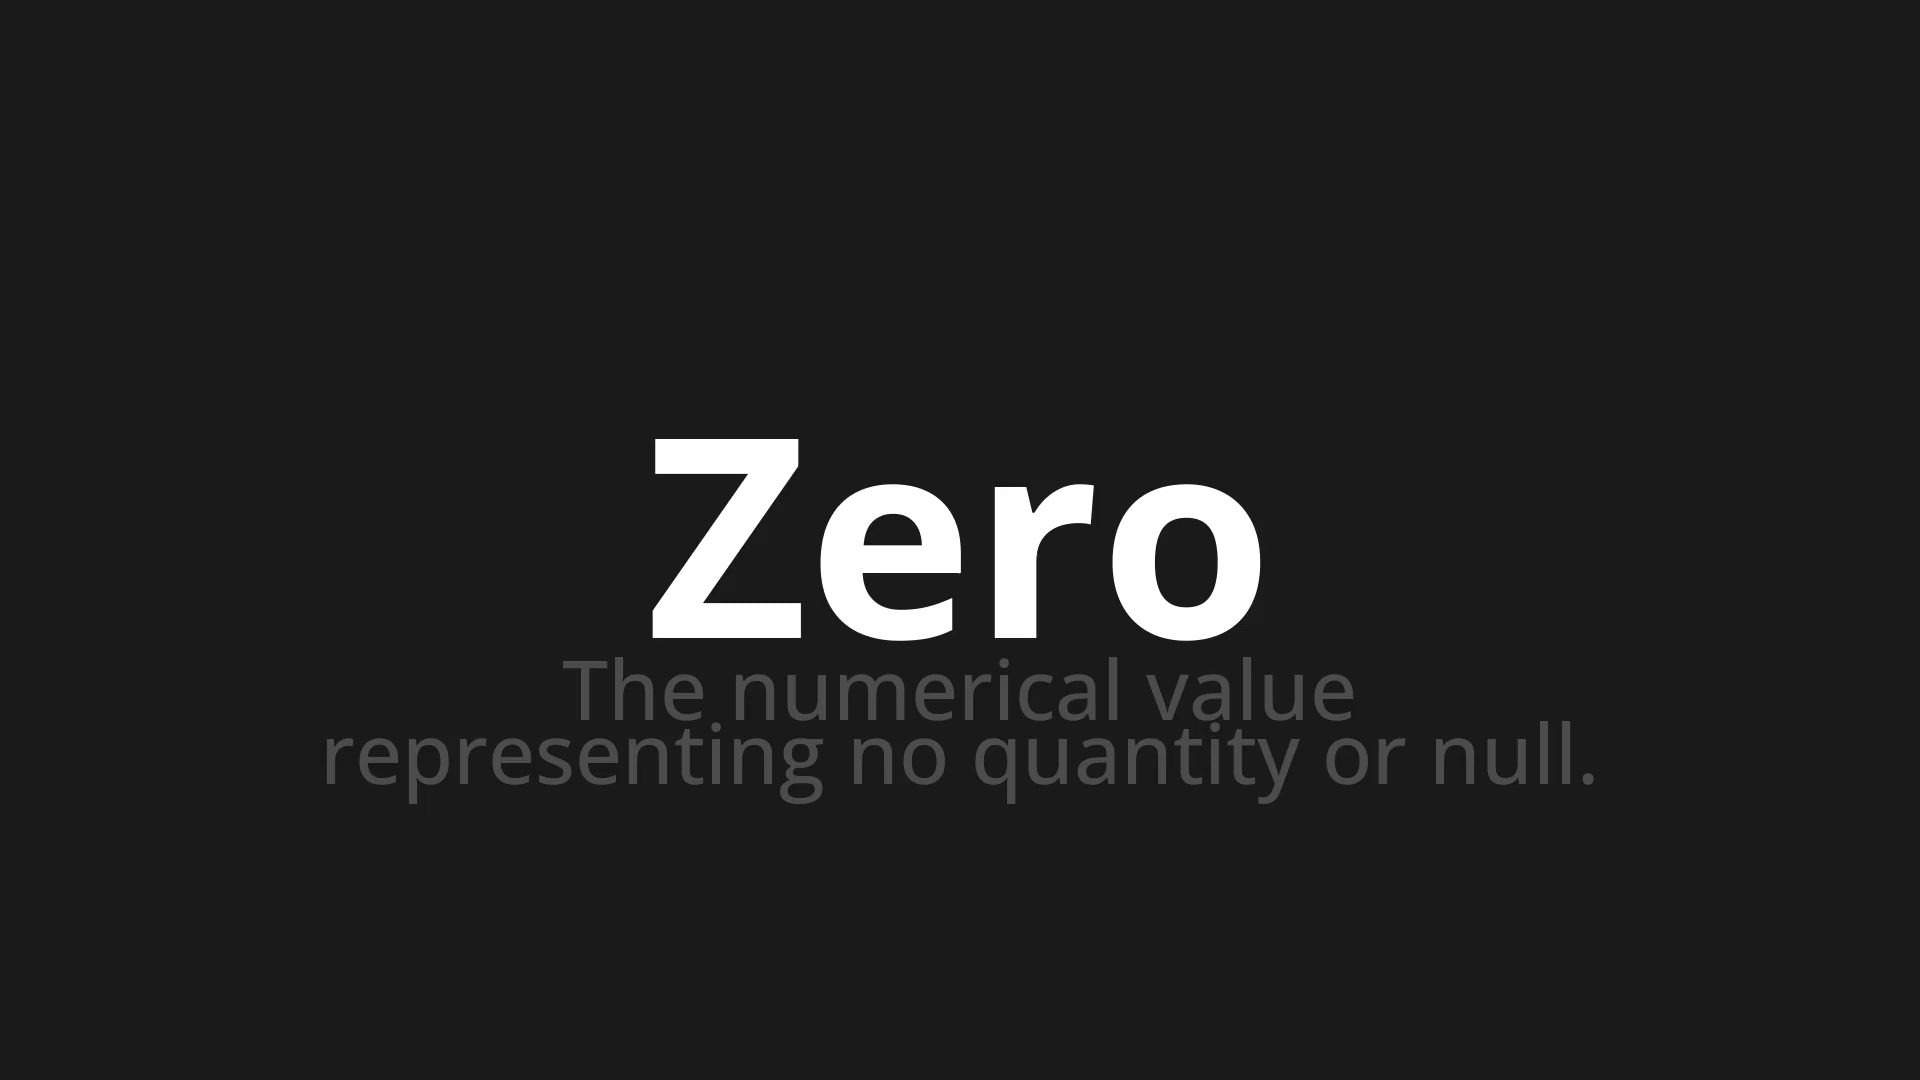 Zero
The numerical value
representing no quantity or null.